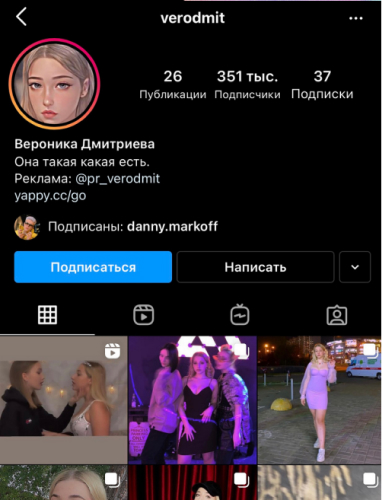 verodmit
26 351 тыс. 37
Публикации Подписчики Подписки
Вероника Дмитриева
Она такая какая есть.
Реклама: @pr_verodmit
yappy.cc/go
Подписаны: danny.markoff
Подписаться Написать